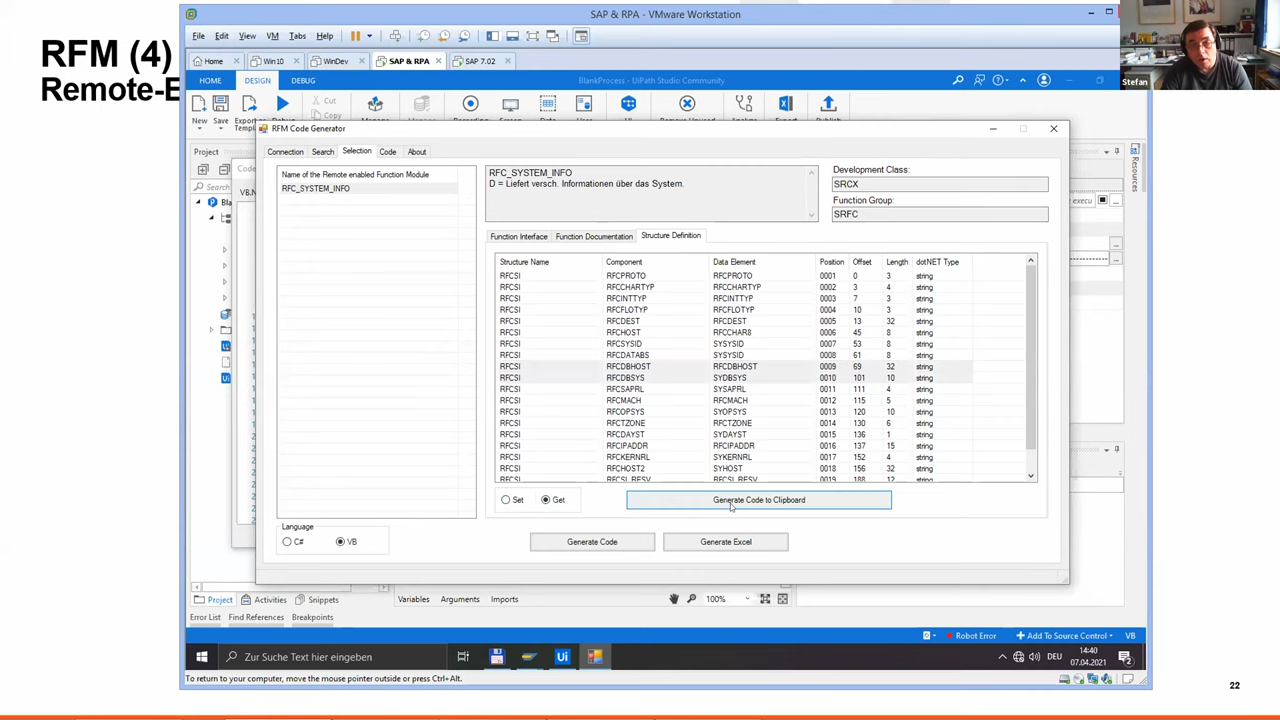 RFM (4)
Remote-E
SAP & RPA - VMware Workstation
File Edit View VM Tabs Help
Home Win10 WinDev SAP & RPA SAP 7.02
HOME DESIGN DEBUG
BlankProcess - UiPath Studio Community
New Save
Cut
Copy
Publish
Project
RFM Code Generator
Connection Search Selection Code About
Name of the Remote enabled Function Module
RFC_SYSTEM_INFO
RFC_SYSTEM_INFO
D = Liefert versch. Informationen über das System.
Development Class:
SRCX
Function Group:
SRFC
Function Interface Function Documentation Structure Definition
Structure Name Component Data Element Position Offset Length dotNET Type
RFCSI RFCPROTO RFCPROTO 0001 0 3 string
RFCSI RFCCHARTYP RFCCHARTYP 0002 3 4 string
RFCSI RFCINTTYP RFCINTTYP 0003 7 3 string
RFCSI RFCFLOTYP RFCFLOTYP 0004 10 3 string
RFCSI RFCDEST RFCDEST 0005 13 32 string
RFCSI RFCHOST RFCCHAR8 0006 45 8 string
RFCSI RFCSYSID SYSYSID 0007 53 8 string
RFCSI RFCDATABS SYSYSID 0008 61 8 string
RFCSI RFCDBHOST RFCDBHOST 0009 69 32 string
RFCSI RFCDBSYS SYDBSYS 0010 101 10 string
RFCSI RFCSAPRL SYSAPRL 0011 111 4 string
RFCSI RFCMACH RFCMACH 0012 115 5 string
RFCSI RFCOPSYS SYOPSYS 0013 120 10 string
RFCSI RFCTZONE RFCTZONE 0014 130 6 string
RFCSI RFCDAYST SYDAYST 0015 136 1 string
RFCSI RFCIPADDR RFCIPADDR 0016 137 15 string
RFCSI RFCKERNRL SYKERNRL 0017 152 4 string
RFCSI RFCHOST2 SYHOST 0018 156 32 string
RFCSI RFCSI_RESV RFCSI_RESV 0019 188 12 string
Set Get Generate Code to Clipboard
Language
C# VB
Generate Code Generate Excel
Project Activities Snippets
Variables Arguments Imports
100%
Error List Find References Breakpoints
Robot Error Add To Source Control VB
Zur Suche Text hier eingeben
DEU 14:40
07.04.2021
To return to your computer, move the mouse pointer outside or press Ctrl+Alt.
Resources
Stefan
22